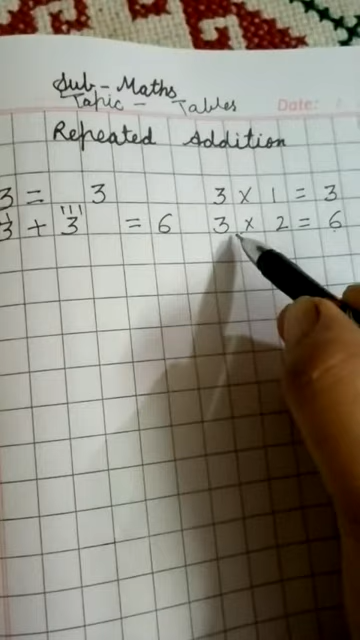 Sub - Maths
Topic - Tables
Date:
Repeated Addition
3 = 3 3 × 1 = 3
3 + 3 = 6 3 × 2 = 6